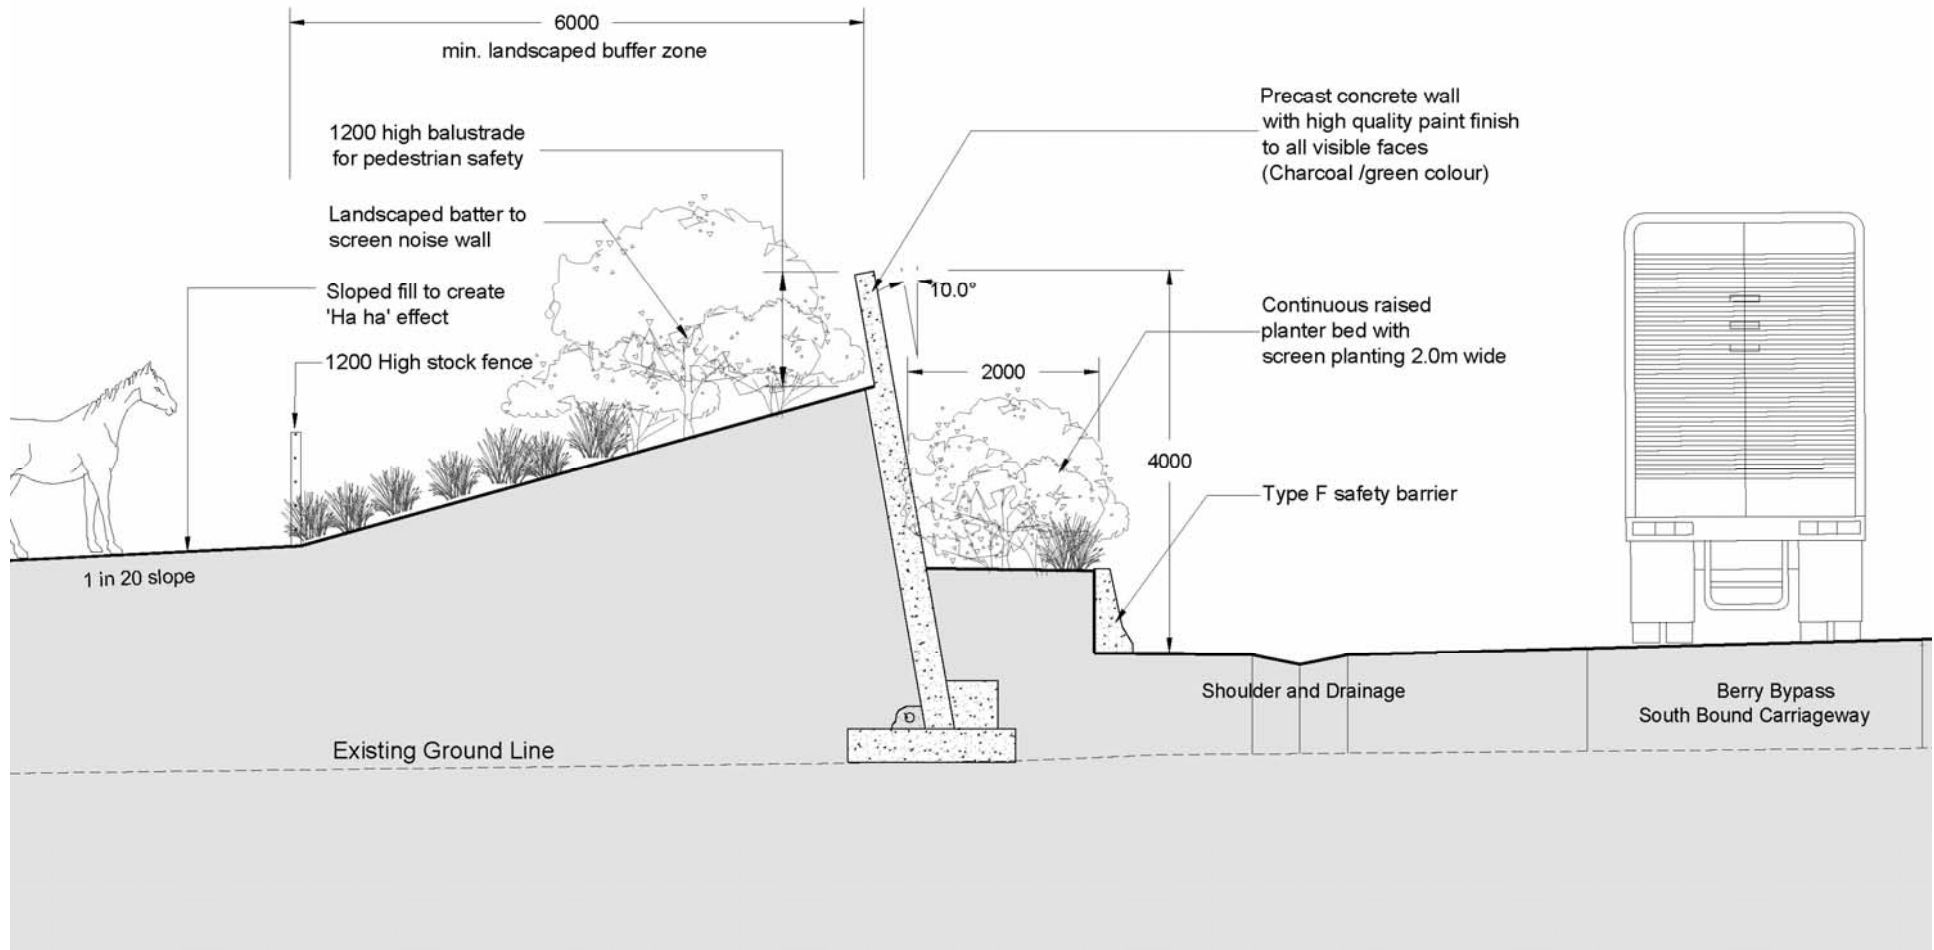 6000
min. landscaped buffer zone
1200 high balustrade
for pedestrian safety
Landscaped batter to
screen noise wall
Sloped fill to create
'Ha ha' effect
1200 High stock fence
1 in 20 slope
Precast concrete wall
with high quality paint finish
to all visible faces
(Charcoal /green colour)
10.0°
2000
4000
Continuous raised
planter bed with
screen planting 2.0m wide
Type F safety barrier
Shoulder and Drainage
Berry Bypass
South Bound Carriageway
Existing Ground Line